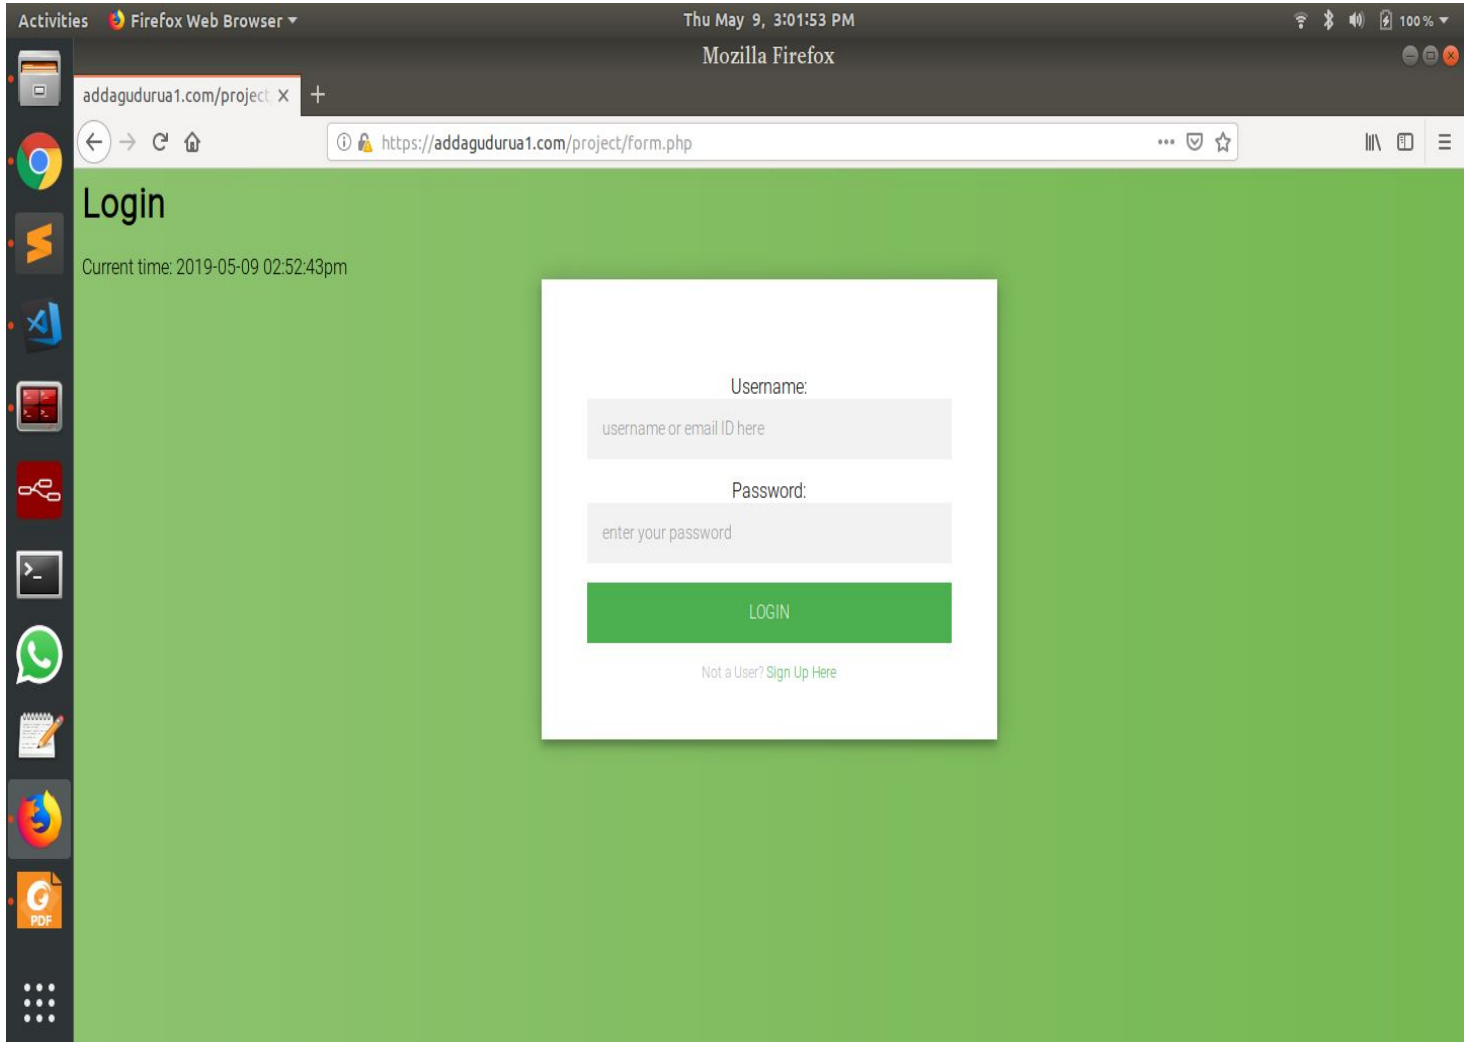 Activities Firefox Web Browser Thu May 9, 3:01:53 PM 100 %
Mozilla Firefox
addagudurua1.com/project
https://addagudurua1.com/project/form.php
Login
Current time: 2019-05-09 02:52:43pm
Username:
username or email ID here
Password:
enter your password
LOGIN
Not a User? Sign Up Here
PDF